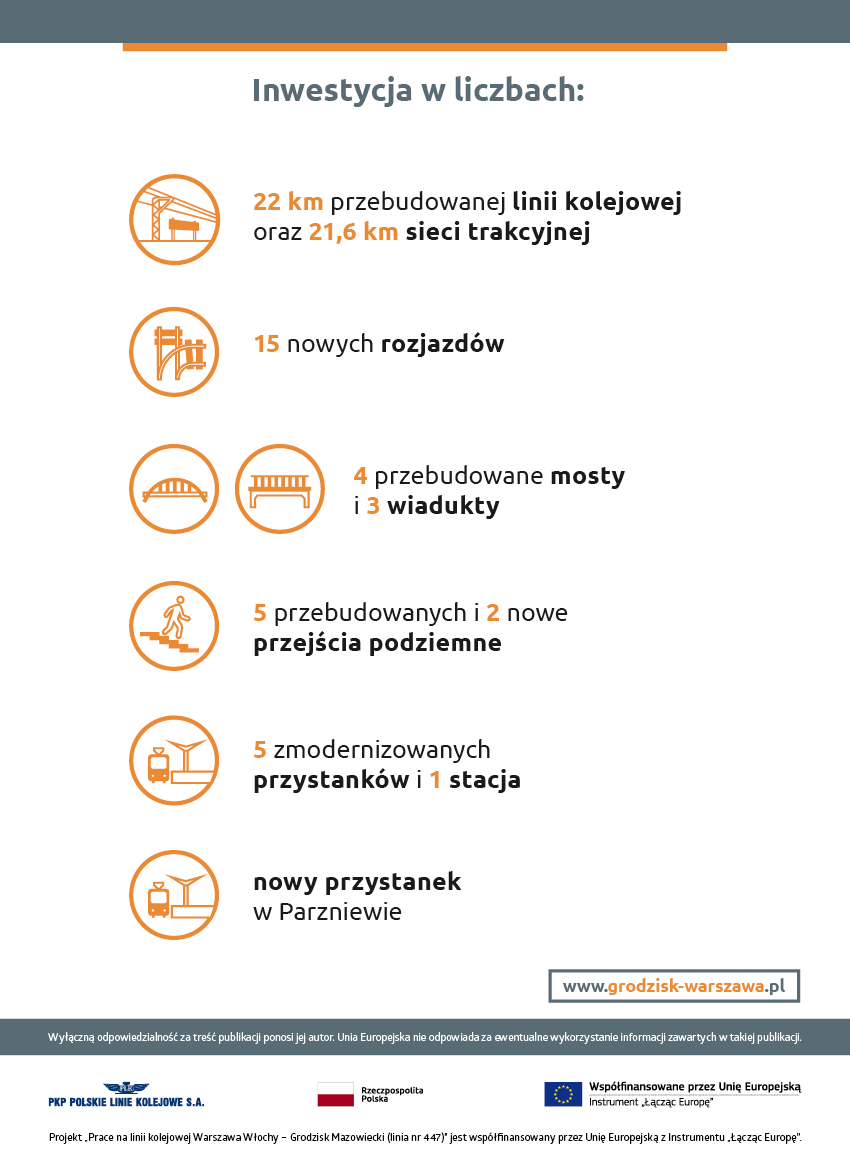 Inwestycja w liczbach:
22 km przebudowanej linii kolejowej
oraz 21,6 km sieci trakcyjnej
15 nowych rozjazdów
4 przebudowane mosty
i 3 wiadukty
5 przebudowanych i 2 nowe
przejścia podziemne
5 zmodernizowanych
przystanków i 1 stacja
nowy przystanek
w Parzniewie
www.grodzisk-warszawa.pl
Wyłączną odpowiedzialność za treść publikacji ponosi jej autor. Unia Europejska nie odpowiada za ewentualne wykorzystanie informacji zawartych w takiej publikacji.
PLK
PKP POLSKIE LINIE KOLEJOWE S.A.
Rzeczpospolita
Polska
Współfinansowane przez Unię Europejską
Instrument „Łącząc Europę”
Projekt „Prace na linii kolejowej Warszawa Włochy – Grodzisk Mazowiecki (linia nr 447)" jest współfinansowany przez Unię Europejską z Instrumentu „Łącząc Europę".